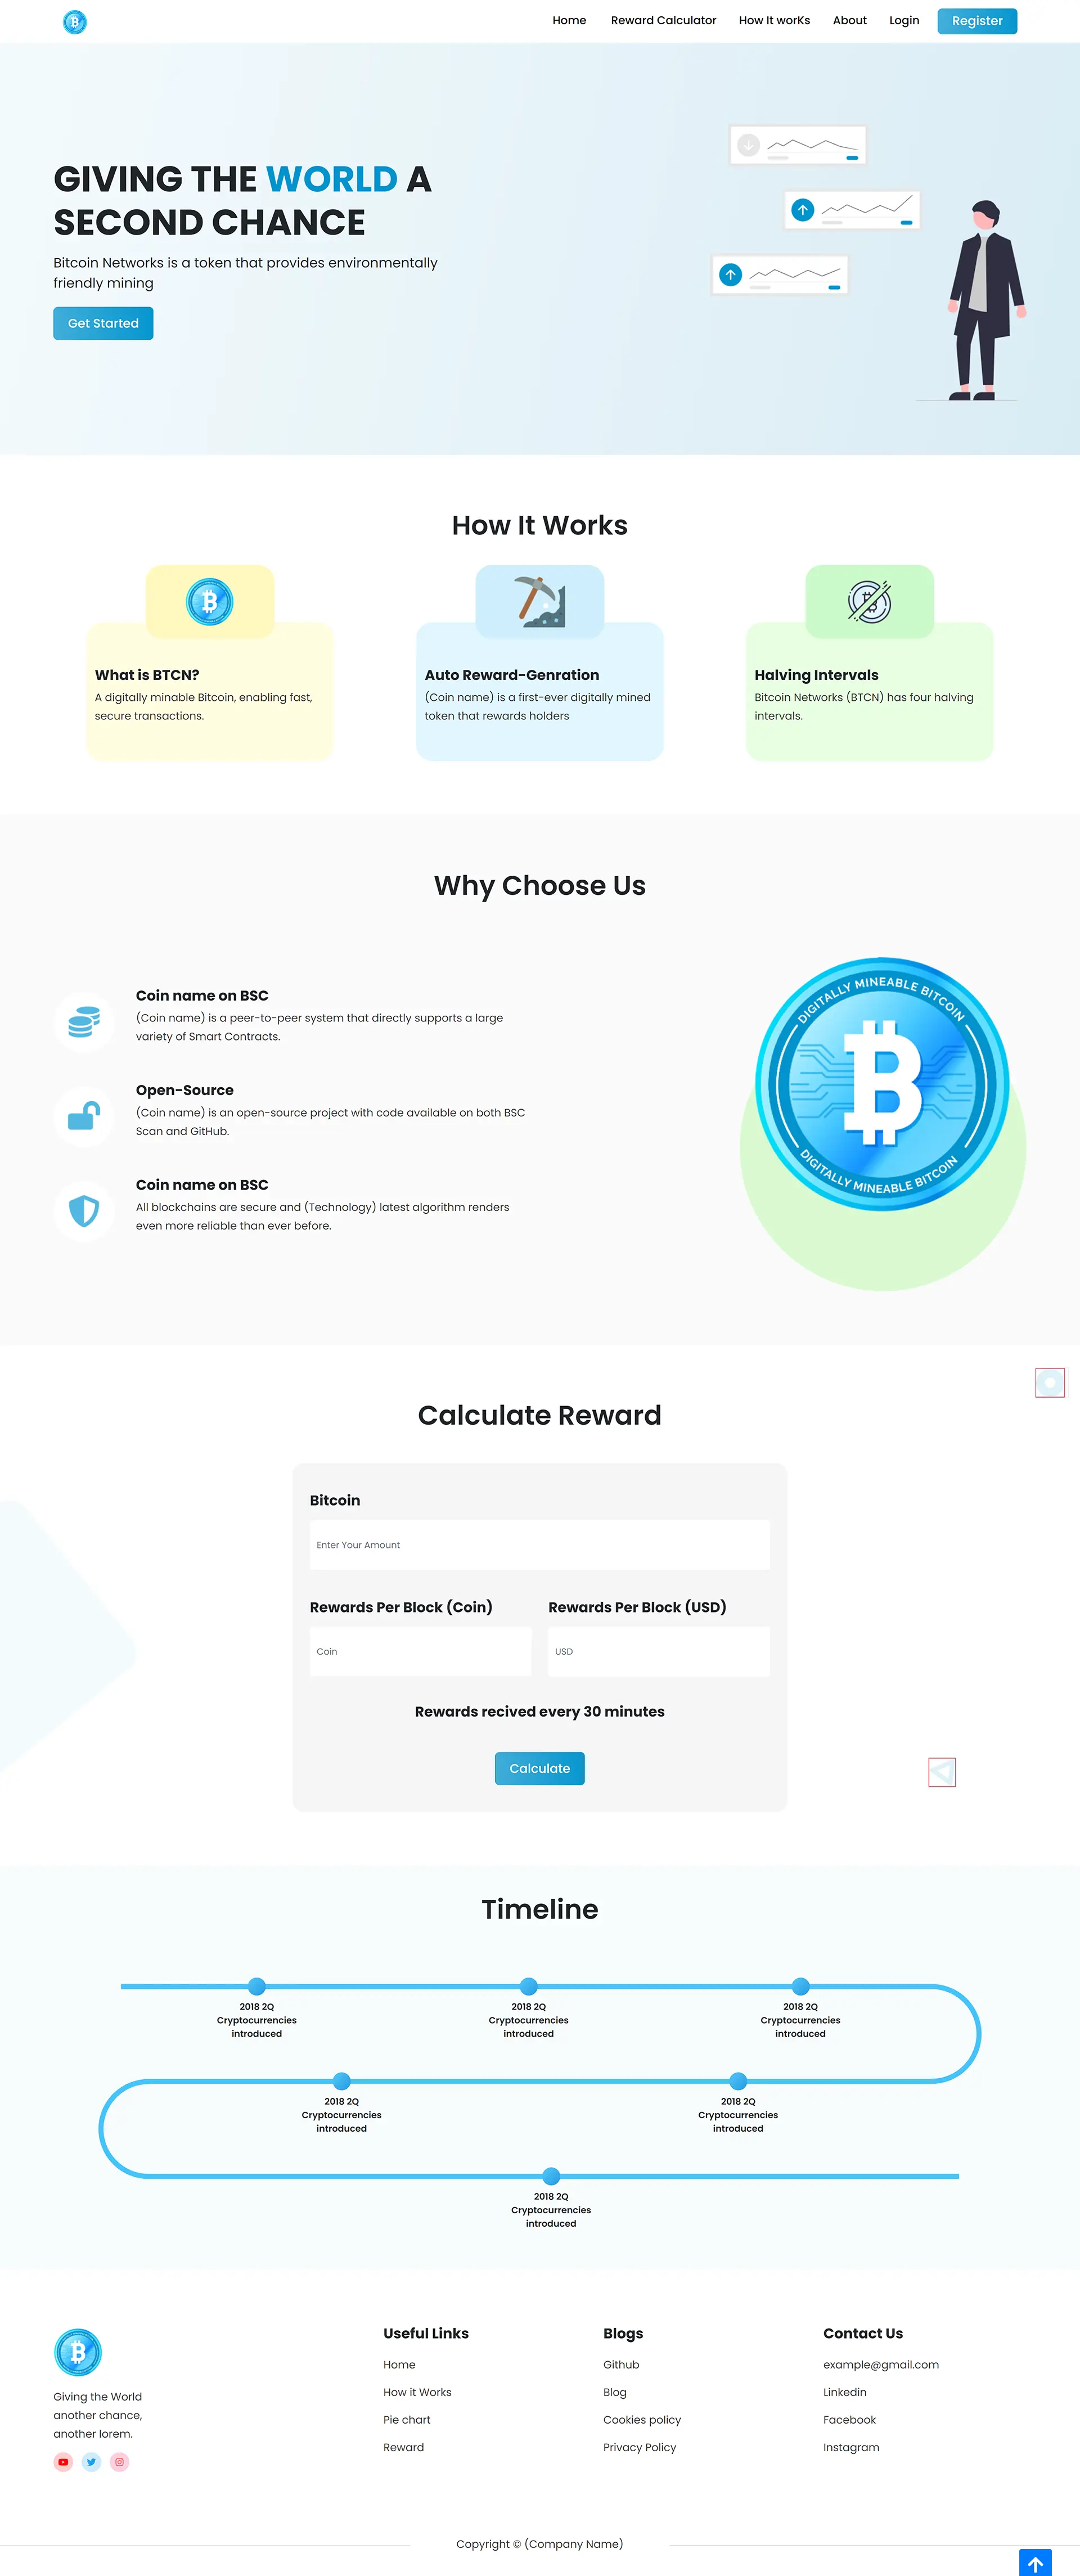 Home Reward Calculator How It worKs About Login Register
GIVING THE WORLD A
SECOND CHANCE
Bitcoin Networks is a token that provides environmentally
friendly mining
Get Started
How It Works
What is BTCN?
A digitally minable Bitcoin, enabling fast,
secure transactions.
Auto Reward-Genration
(Coin name) is a first-ever digitally mined
token that rewards holders
Halving Intervals
Bitcoin Networks (BTCN) has four halving
intervals.
Why Choose Us
Coin name on BSC
(Coin name) is a peer-to-peer system that directly supports a large
variety of Smart Contracts.
Open-Source
(Coin name) is an open-source project with code available on both BSC
Scan and GitHub.
Coin name on BSC
All blockchains are secure and (Technology) latest algorithm renders
even more reliable than ever before.
DIGITALLY MINEABLE BITCOIN
DIGITALLY MINEABLE BITCOIN
Calculate Reward
Bitcoin
Enter Your Amount
Rewards Per Block (Coin) Rewards Per Block (USD)
Coin USD
Rewards recived every 30 minutes
Calculate
Timeline
2018 2Q
Cryptocurrencies
introduced
2018 2Q
Cryptocurrencies
introduced
2018 2Q
Cryptocurrencies
introduced
2018 2Q
Cryptocurrencies
introduced
2018 2Q
Cryptocurrencies
introduced
2018 2Q
Cryptocurrencies
introduced
Giving the World
another chance,
another lorem.
Useful Links
Home
How it Works
Pie chart
Reward
Blogs
Github
Blog
Cookies policy
Privacy Policy
Contact Us
example@gmail.com
Linkedin
Facebook
Instagram
Copyright © (Company Name)